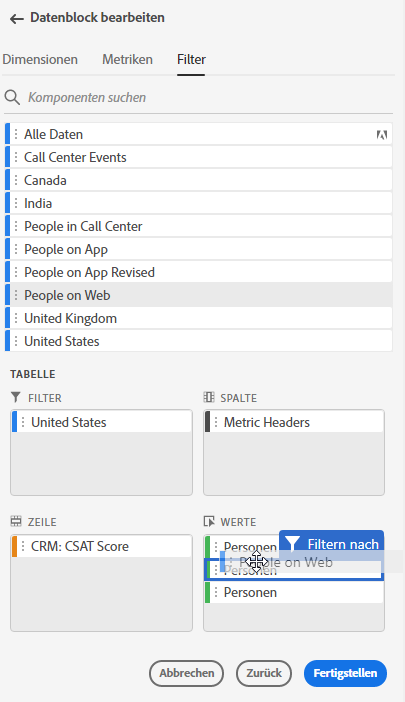 Datenblock bearbeiten
Dimensionen Metriken Filter
Komponenten suchen
Alle Daten
Call Center Events
Canada
India
People in Call Center
People on App
People on App Revised
People on Web
United Kingdom
United States
TABELLE
FILTER SPALTE
United States Metric Headers
ZEILE WERTE
CRM: CSAT Score Personen Filtern nach
People on Web
Personen
Personen
Abbrechen Zurück Fertigstellen